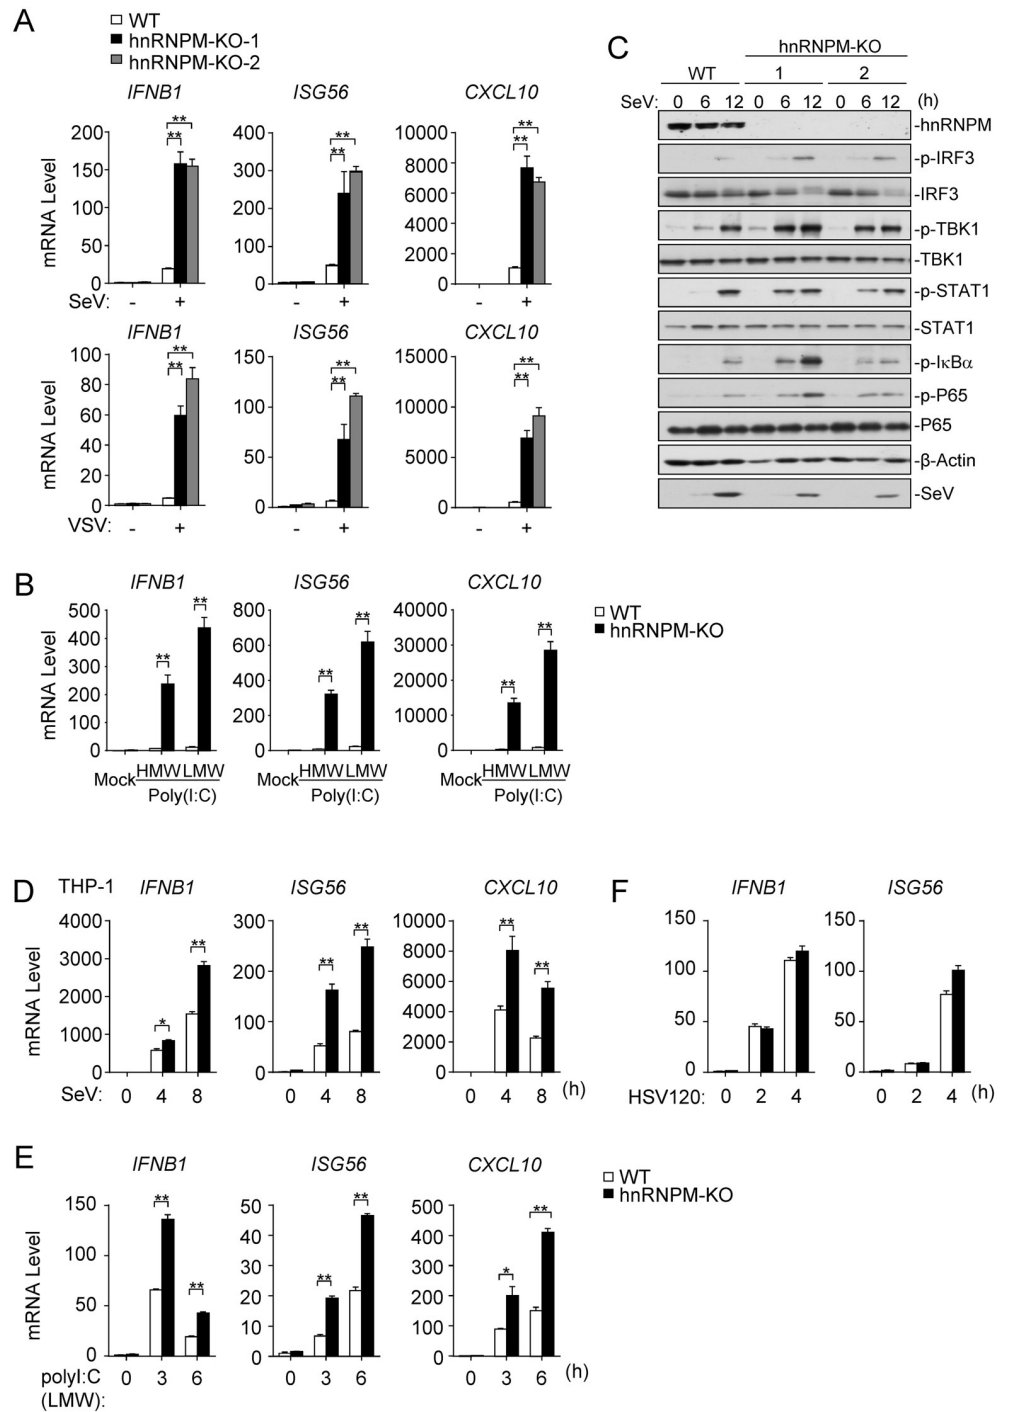 A
WT
hnRNPM-KO-1
hnRNPM-KO-2
IFNB1 ISG56 CXCL10
mRNA Level
200
150
100
50
0
400
300
200
100
0
10000
8000
6000
4000
2000
0
** ** ** ** ** **
SeV: - + - + - +
IFNB1 ISG56 CXCL10
mRNA Level
100
80
60
40
20
0
150
100
50
0
15000
10000
5000
0
** ** ** ** ** **
VSV: - + - + - +
C
hnRNPM-KO
WT 1 2
SeV: 0 6 12 0 6 12 0 6 12 (h)
-hnRNPM
-p-IRF3
-IRF3
-p-TBK1
-TBK1
-p-STAT1
-STAT1
-p-IκBα
-p-P65
-P65
-β-Actin
-SeV
B
IFNB1 ISG56 CXCL10
WT
hnRNPM-KO
mRNA Level
500
400
300
200
100
0
800
600
400
200
0
40000
30000
20000
10000
0
** ** ** ** ** **
Mock HMW LMW Mock HMW LMW Mock HMW LMW
Poly(I:C) Poly(I:C) Poly(I:C)
D
THP-1 IFNB1 ISG56 CXCL10
mRNA Level
4000
3000
2000
1000
0
300
200
100
0
10000
8000
6000
4000
2000
0
* ** ** ** ** **
SeV: 0 4 8 0 4 8 0 4 8 (h)
F
IFNB1 ISG56
150
100
50
0
150
100
50
0
HSV120: 0 2 4 0 2 4 (h)
E
IFNB1 ISG56 CXCL10
WT
hnRNPM-KO
mRNA Level
150
100
50
0
50
40
30
20
10
0
500
400
300
200
100
0
** ** ** ** * **
polyI:C 0 3 6 0 3 6 0 3 6 (h)
(LMW):